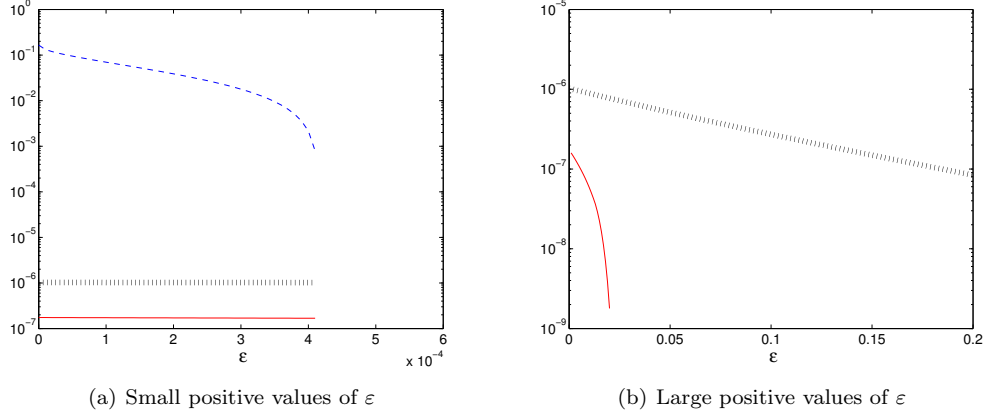 10^0
10^-1
10^-2
10^-3
10^-4
10^-5
10^-6
10^-7
0 1 2 3 4 5 6
x 10^-4
ε
(a) Small positive values of ε
10^-5
10^-6
10^-7
10^-8
10^-9
0 0.05 0.1 0.15 0.2
ε
(b) Large positive values of ε